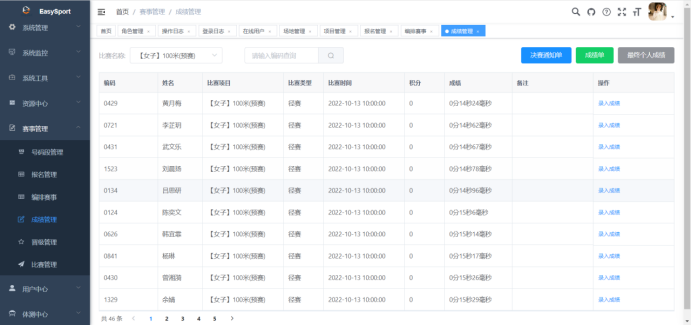 EasySport
首页 / 赛事管理 / 成绩管理
首页 角色管理 × 操作日志 × 登录日志 × 在线用户 × 场地管理 × 项目管理 × 报名管理 × 编排赛事 × 成绩管理 ×
系统管理
系统监控
系统工具
资源中心
赛事管理
号码段管理
报名管理
编排赛事
成绩管理
晋级管理
比赛管理
用户中心
体测中心
比赛名称 【女子】100米(预赛) 请输入编码查询 决赛通知单 成绩单 最终个人成绩
编码 姓名 比赛项目 比赛类型 比赛时间 积分 成绩 备注 操作
0429 黄月梅 【女子】100米(预赛) 径赛 2022-10-13 10:00:00 0 0分14秒24毫秒 录入成绩
0721 李芷玥 【女子】100米(预赛) 径赛 2022-10-13 10:00:00 0 0分14秒62毫秒 录入成绩
0431 武文乐 【女子】100米(预赛) 径赛 2022-10-13 10:00:00 0 0分14秒67毫秒 录入成绩
1523 【女子】100米(预赛) 径赛 2022-10-13 10:00:00 0 0分14秒78毫秒 录入成绩
0134 吕思研 【女子】100米(预赛) 径赛 2022-10-13 10:00:00 0 0分14秒96毫秒 录入成绩
0124 陈奕文 【女子】100米(预赛) 径赛 2022-10-13 10:00:00 0 0分15秒6毫秒 录入成绩
0626 韩宜霏 【女子】100米(预赛) 径赛 2022-10-13 10:00:00 0 0分15秒14毫秒 录入成绩
0841 杨琳 【女子】100米(预赛) 径赛 2022-10-13 10:00:00 0 0分15秒17毫秒 录入成绩
0430 【女子】100米(预赛) 径赛 2022-10-13 10:00:00 0 0分15秒26毫秒 录入成绩
1329 余嫱 【女子】100米(预赛) 径赛 2022-10-13 10:00:00 0 0分15秒29毫秒 录入成绩
共 46 条 < 1 2 3 4 5 >